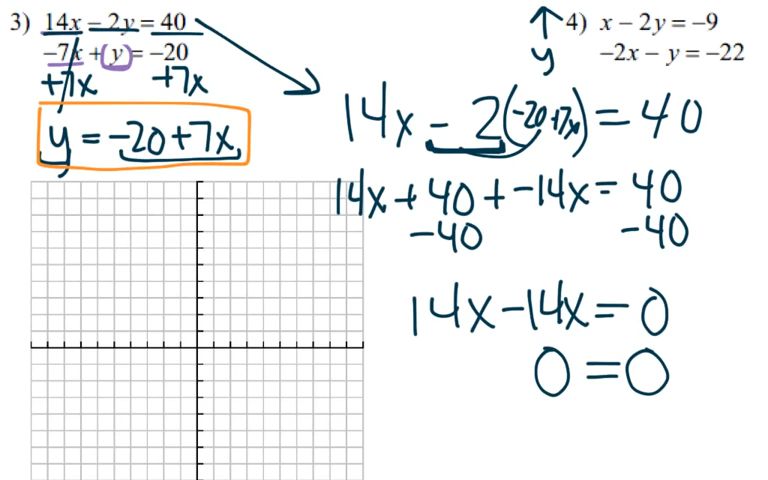 3) 14x − 2y = 40
−7x + y = −20
+7x +7x
y = −20 + 7x
4) x − 2y = −9
−2x − y = −22
y
14x − 2(−20 + 7x) = 40
14x + 40 + −14x = 40
−40 −40
14x − 14x = 0
0 = 0